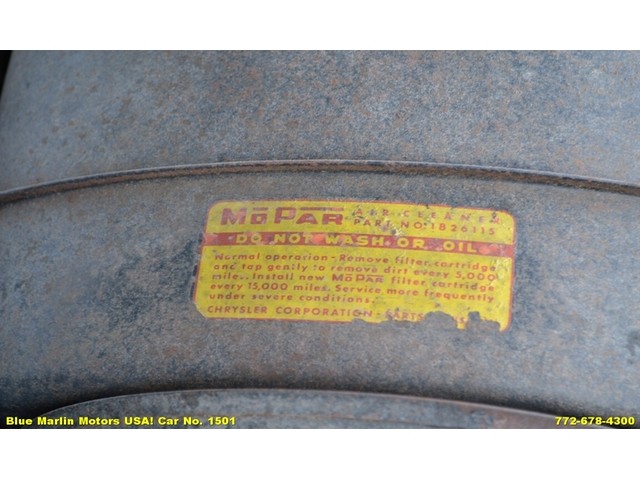 MOPAR AIR CLEANER
PART NO. 1826115
DO NOT WASH OR OIL
Normal operation - Remove filter cartridge
and tap gently to remove dirt every 5,000
miles. Install new MOPAR filter cartridge
every 15,000 miles. Service more frequently
under severe conditions.
CHRYSLER CORPORATION - PARTS
Blue Marlin Motors USA! Car No. 1501
772-678-4300